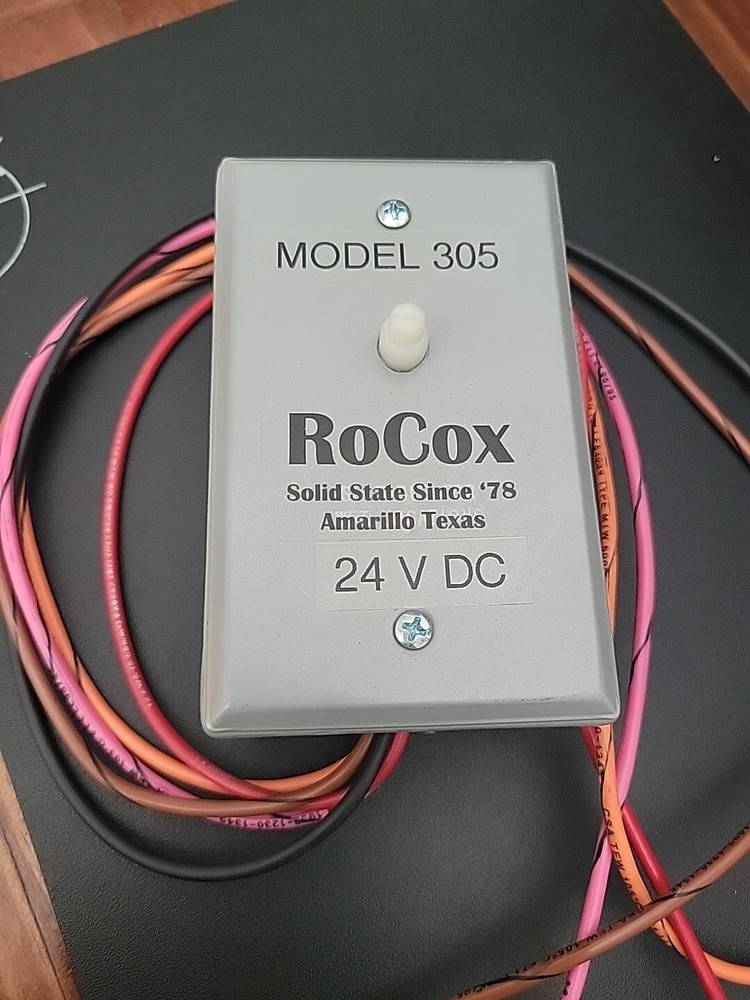 MODEL 305
RoCox
Solid State Since ‘78
Amarillo Texas
24 V DC